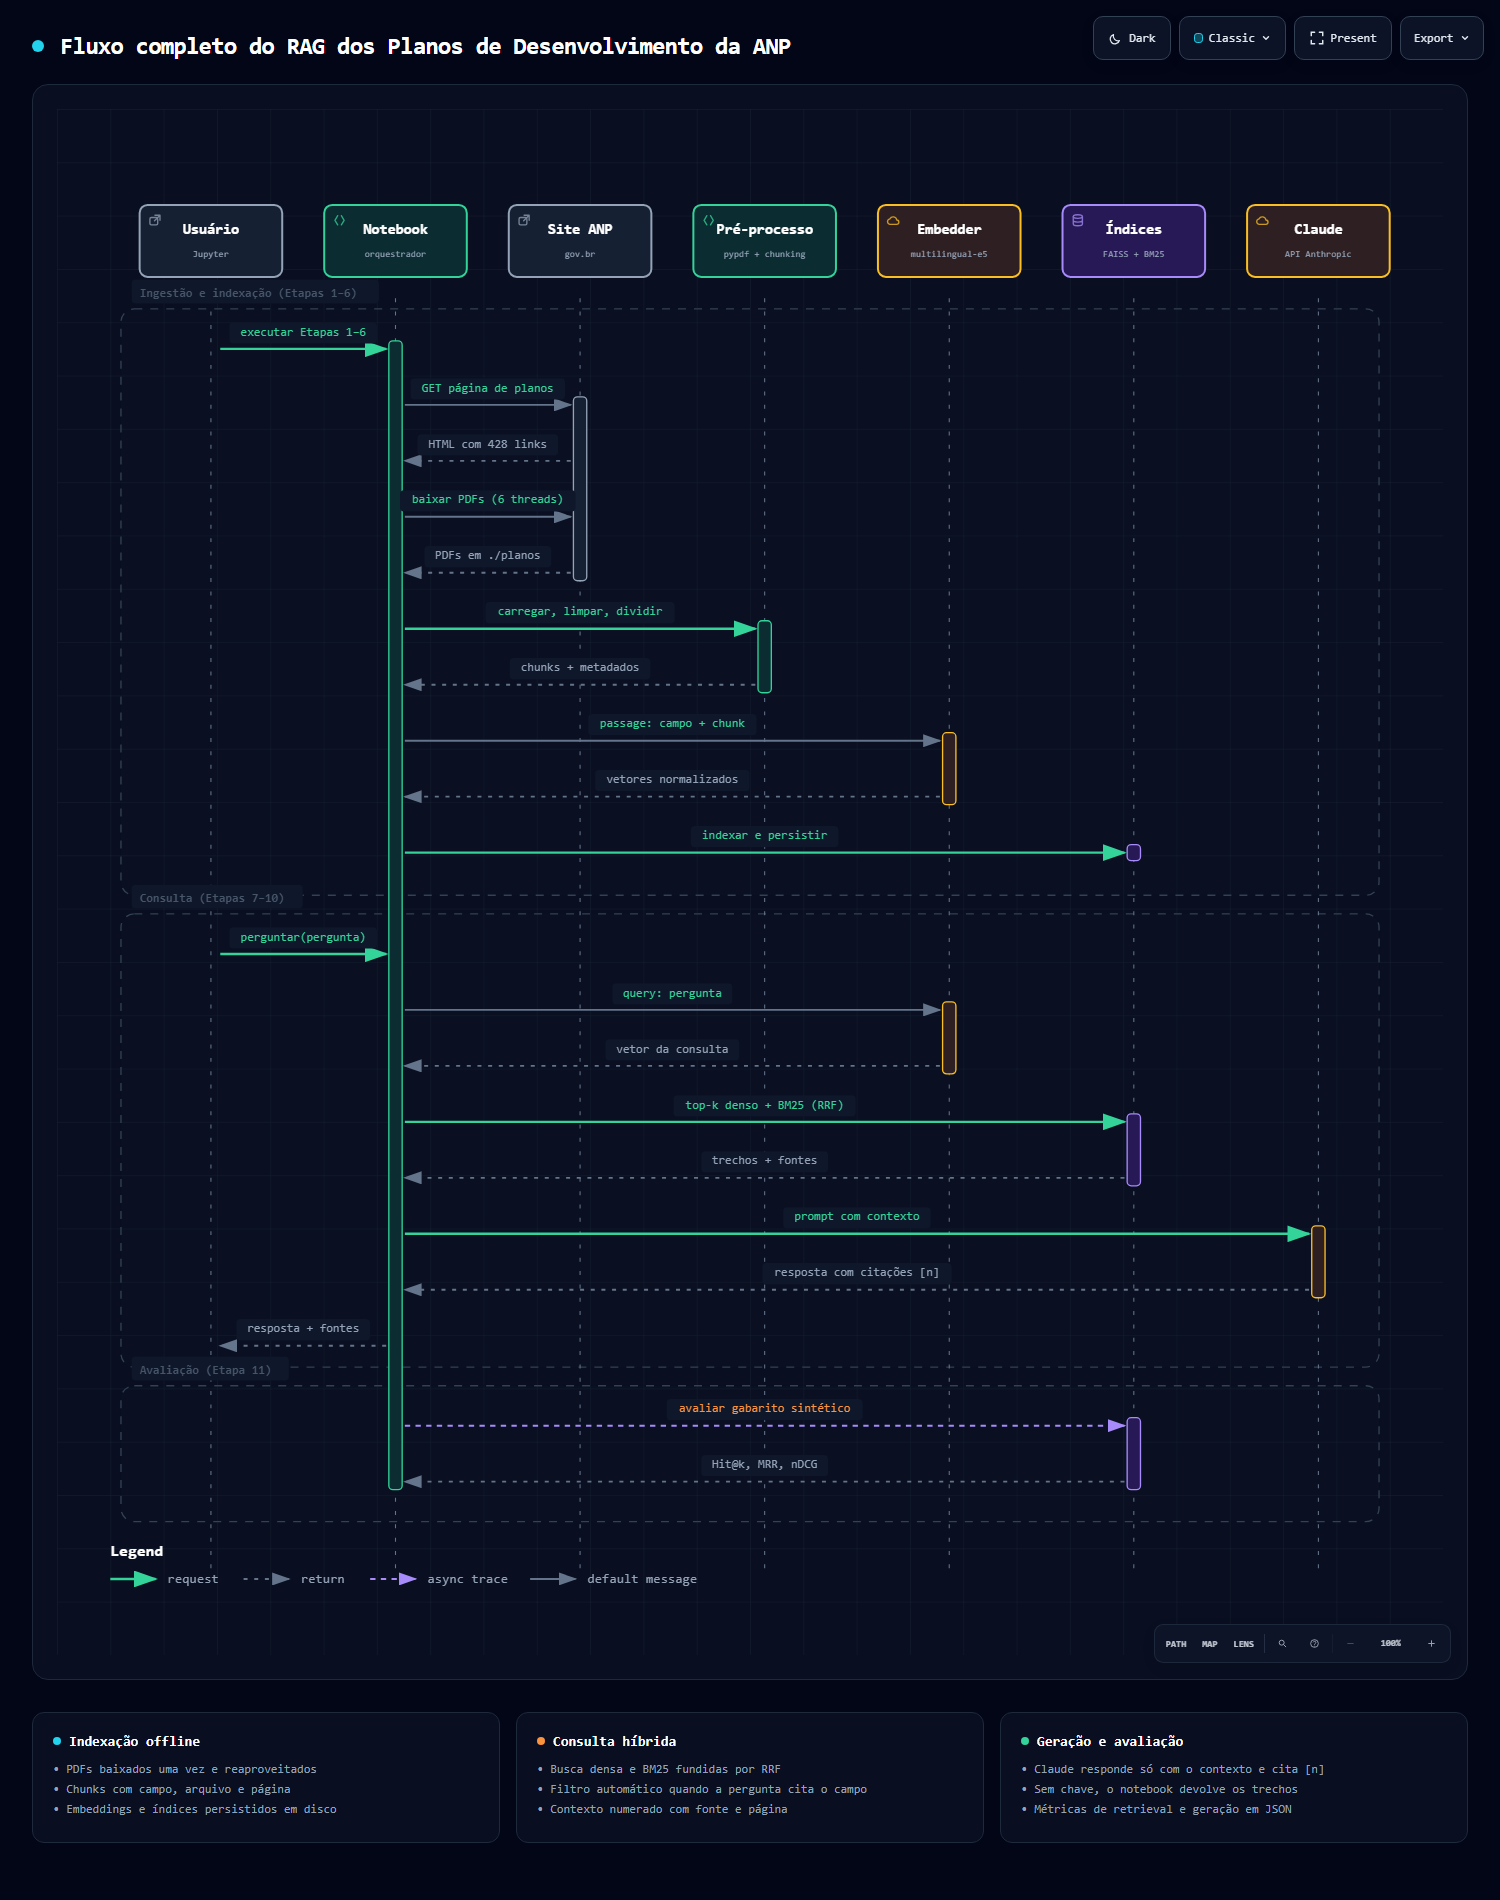 Fluxo completo do RAG dos Planos de Desenvolvimento da ANP
Dark
Classic
Present
Export
Usuário
Jupyter
Notebook
orquestrador
Site ANP
gov.br
Pré-processo
pypdf + chunking
Embedder
multilingual-e5
Índices
FAISS + BM25
Claude
API Anthropic
Ingestão e indexação (Etapas 1–6)
executar Etapas 1–6
GET página de planos
HTML com 428 links
baixar PDFs (6 threads)
PDFs em ./planos
carregar, limpar, dividir
chunks + metadados
passage: campo + chunk
vetores normalizados
indexar e persistir
Consulta (Etapas 7–10)
perguntar(pergunta)
query: pergunta
vetor da consulta
top-k denso + BM25 (RRF)
trechos + fontes
prompt com contexto
resposta com citações [n]
resposta + fontes
Avaliação (Etapa 11)
avaliar gabarito sintético
Hit@k, MRR, nDCG
Legend
request
return
async trace
default message
PATH
MAP
LENS
100%
Indexação offline
• PDFs baixados uma vez e reaproveitados
• Chunks com campo, arquivo e página
• Embeddings e índices persistidos em disco
Consulta híbrida
• Busca densa e BM25 fundidas por RRF
• Filtro automático quando a pergunta cita o campo
• Contexto numerado com fonte e página
Geração e avaliação
• Claude responde só com o contexto e cita [n]
• Sem chave, o notebook devolve os trechos
• Métricas de retrieval e geração em JSON